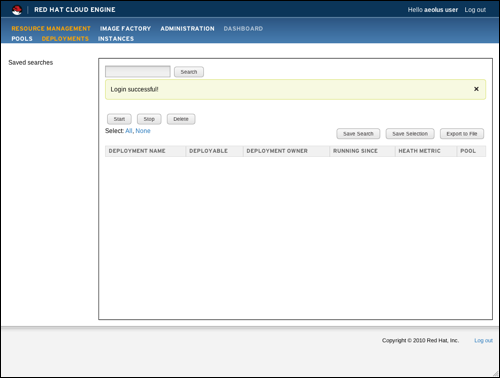 RED HAT CLOUD ENGINE
Hello aeolus user Log out
RESOURCE MANAGEMENT IMAGE FACTORY ADMINISTRATION DASHBOARD
POOLS DEPLOYMENTS INSTANCES
Saved searches
Search
Login successful! ×
Start Stop Delete
Select: All, None
Save Search Save Selection Export to File
DEPLOYMENT NAME DEPLOYABLE DEPLOYMENT OWNER RUNNING SINCE HEATH METRIC POOL
Copyright © 2010 Red Hat, Inc. Log out